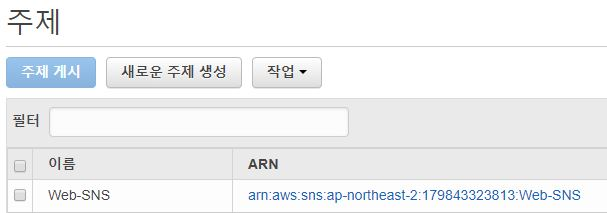 주제
주제 게시 새로운 주제 생성 작업
필터
이름 ARN
Web-SNS arn:aws:sns:ap-northeast-2:179843323813:Web-SNS